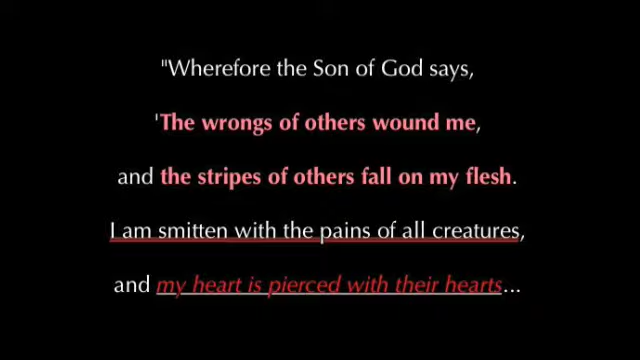 "Wherefore the Son of God says,
'The wrongs of others wound me,
and the stripes of others fall on my flesh.
I am smitten with the pains of all creatures,
and my heart is pierced with their hearts...